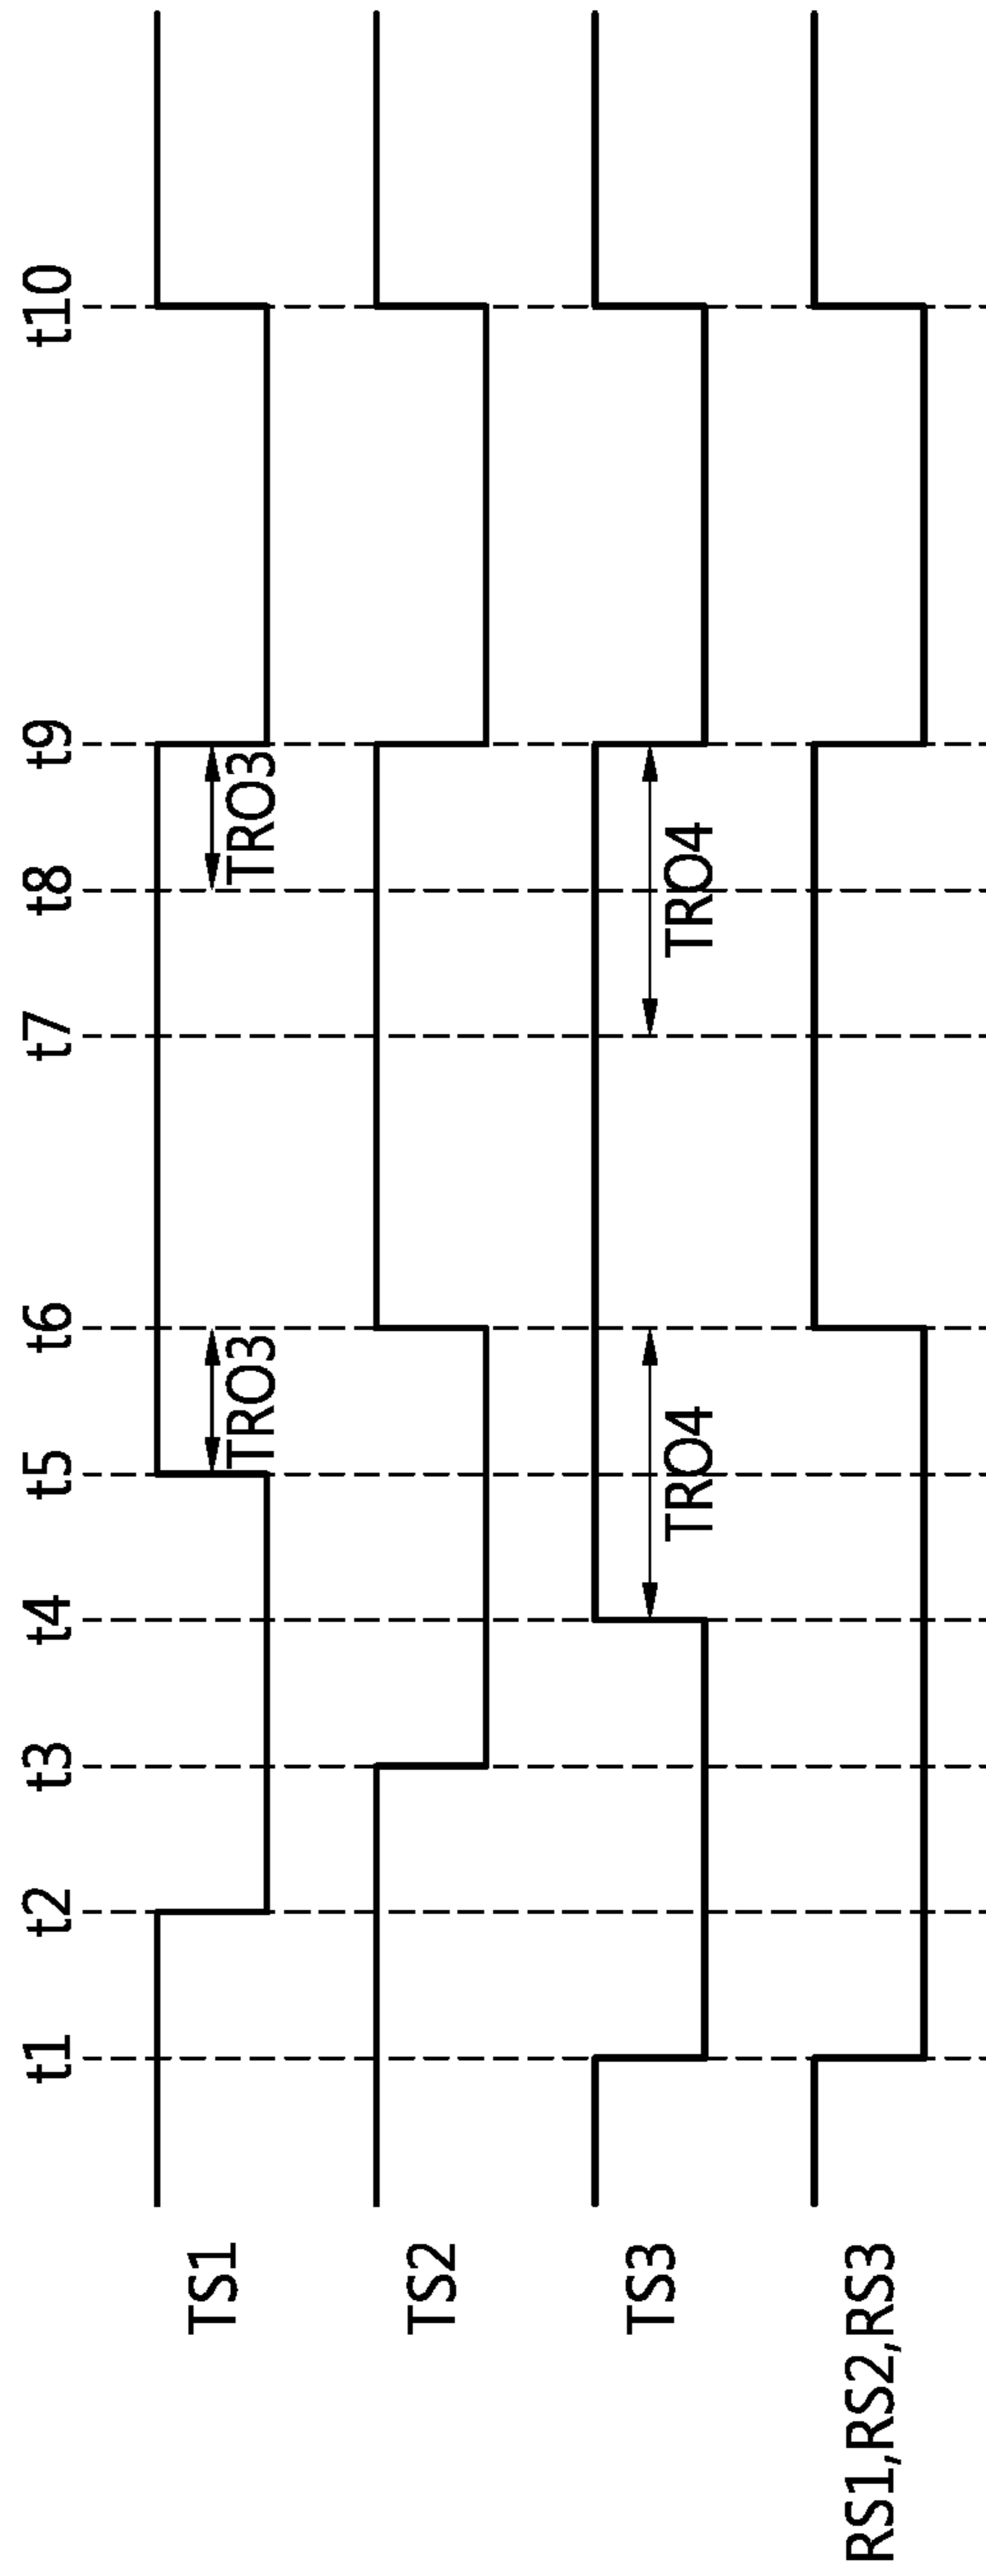 t1 t2 t3 t4 t5 t6 t7 t8 t9 t10
TS1
TRO3 TRO3
TS2
TS3
TRO4 TRO4
RS1,RS2,RS3